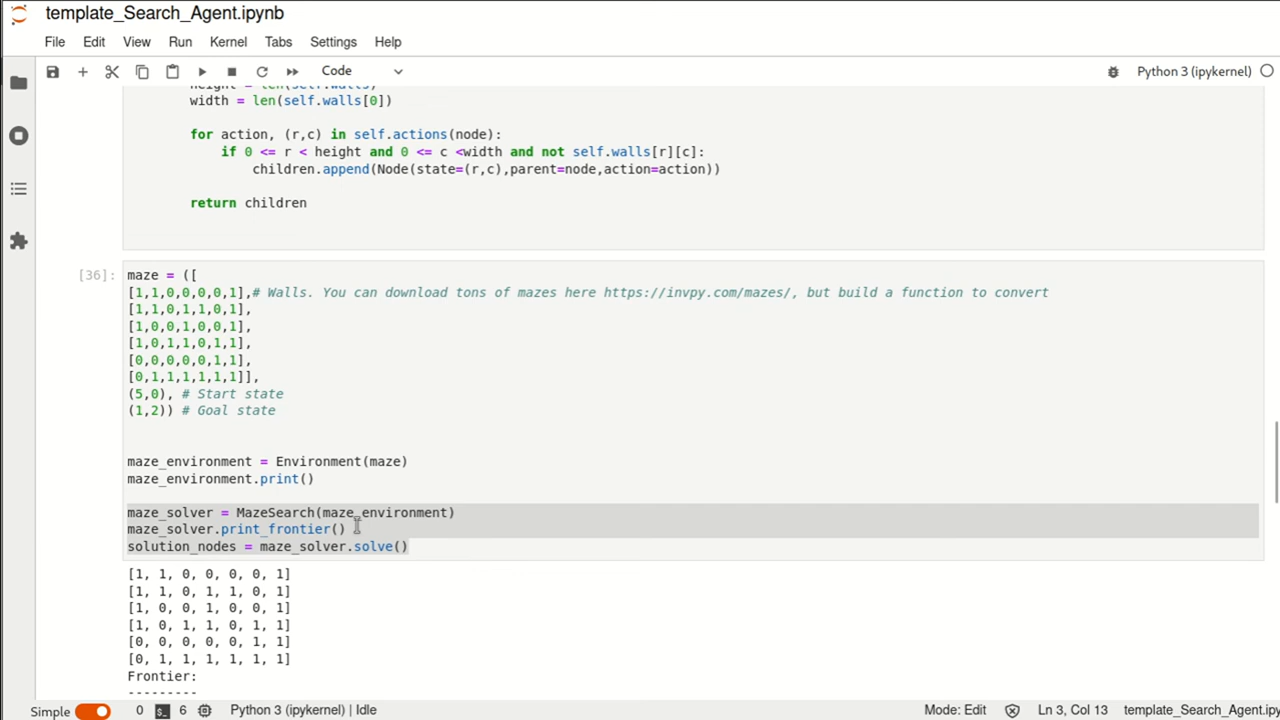 template_Search_Agent.ipynb
File Edit View Run Kernel Tabs Settings Help
Code
Python 3 (ipykernel)
height = len(self.walls)
width = len(self.walls[0])
for action, (r,c) in self.actions(node):
if 0 <= r < height and 0 <= c <width and not self.walls[r][c]:
children.append(Node(state=(r,c),parent=node,action=action))
return children
[36]:
maze = ([
[1,1,0,0,0,0,1],# Walls. You can download tons of mazes here https://invpy.com/mazes/, but build a function to convert
[1,1,0,1,1,0,1],
[1,0,0,1,0,0,1],
[1,0,1,1,0,1,1],
[0,0,0,0,0,1,1],
[0,1,1,1,1,1,1]],
(5,0), # Start state
(1,2)) # Goal state
maze_environment = Environment(maze)
maze_environment.print()
maze_solver = MazeSearch(maze_environment)
maze_solver.print_frontier()
solution_nodes = maze_solver.solve()
[1, 1, 0, 0, 0, 0, 1]
[1, 1, 0, 1, 1, 0, 1]
[1, 0, 0, 1, 0, 0, 1]
[1, 0, 1, 1, 0, 1, 1]
[0, 0, 0, 0, 0, 1, 1]
[0, 1, 1, 1, 1, 1, 1]
Frontier:
---------
Simple 0 6 Python 3 (ipykernel) | Idle Mode: Edit Ln 3, Col 13 template_Search_Agent.ipy